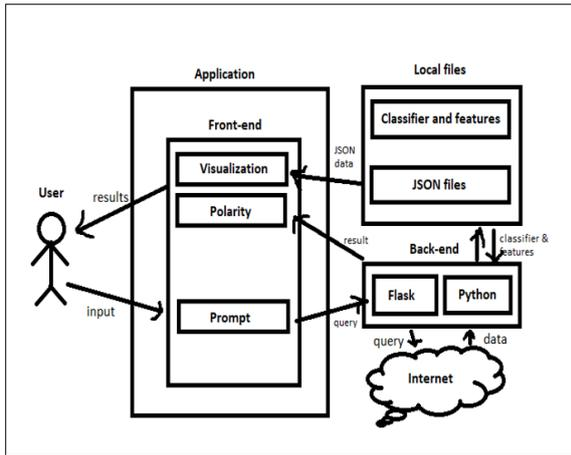 Application
Local files
Classifier and features
Front-end
JSON
data
Visualization
JSON files
User
results
Polarity
result
Back-end
classifier &
features
Flask
Python
input
Prompt
query
query
data
Internet